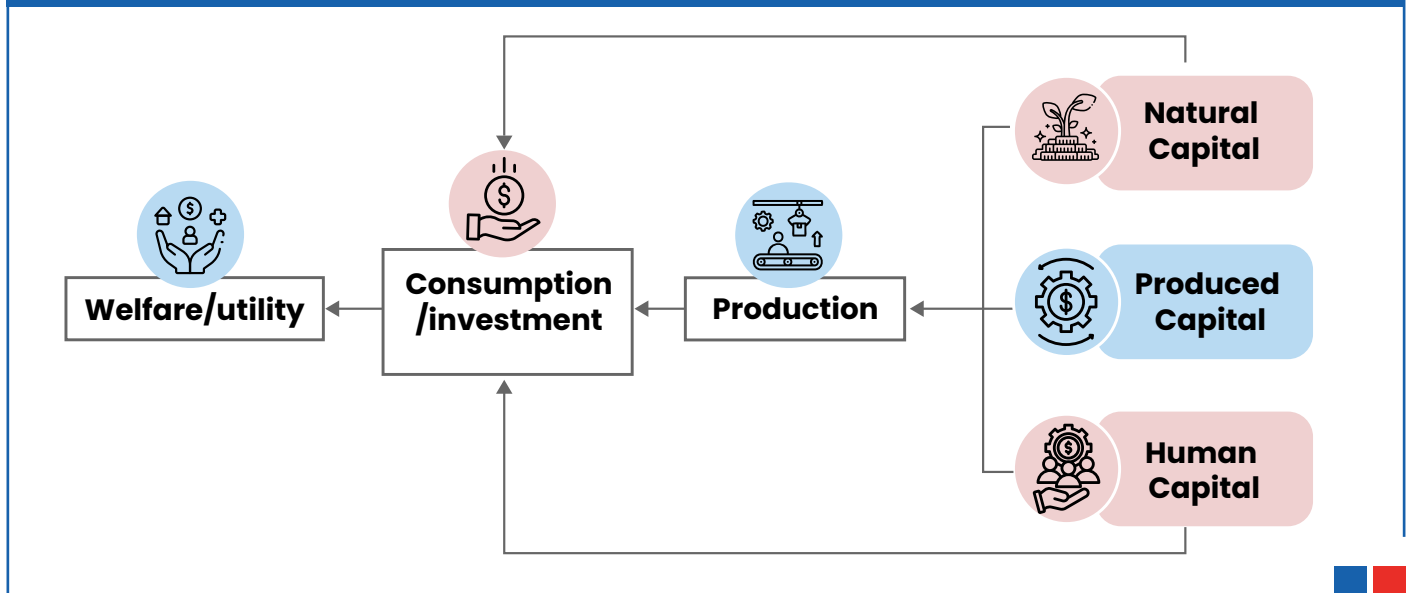 Natural
Capital
Welfare/utility
Consumption
/investment
Production
Produced
Capital
Human
Capital